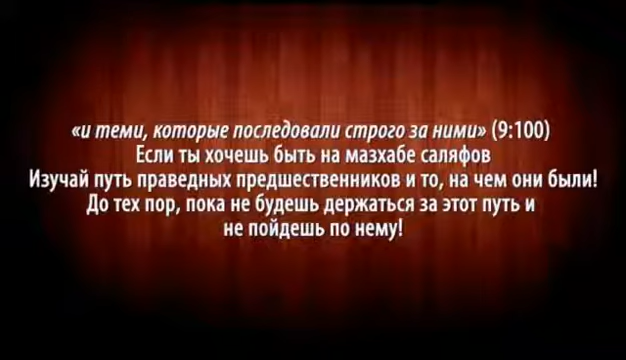 «и теми, которые последовали строго за ними» (9:100)
Если ты хочешь быть на мазхабе саляфов
Изучай путь праведных предшественников и то, на чем они были!
До тех пор, пока не будешь держаться за этот путь и
не пойдешь по нему!